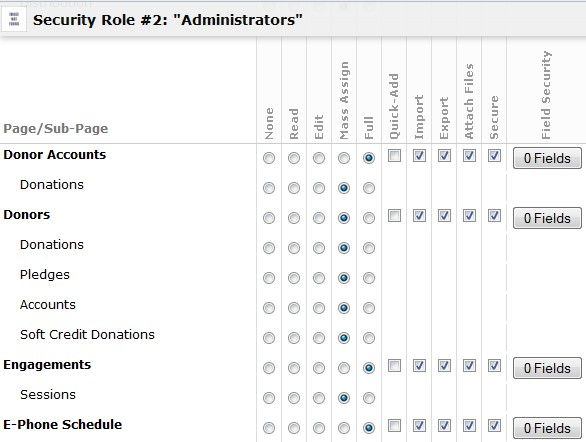 Security Role #2: "Administrators"
Page/Sub-Page None Read Edit Mass Assign Full Quick-Add Import Export Attach Files Secure Field Security
Donor Accounts 0 Fields
Donations
Donors 0 Fields
Donations
Pledges
Accounts
Soft Credit Donations
Engagements 0 Fields
Sessions
E-Phone Schedule 0 Fields